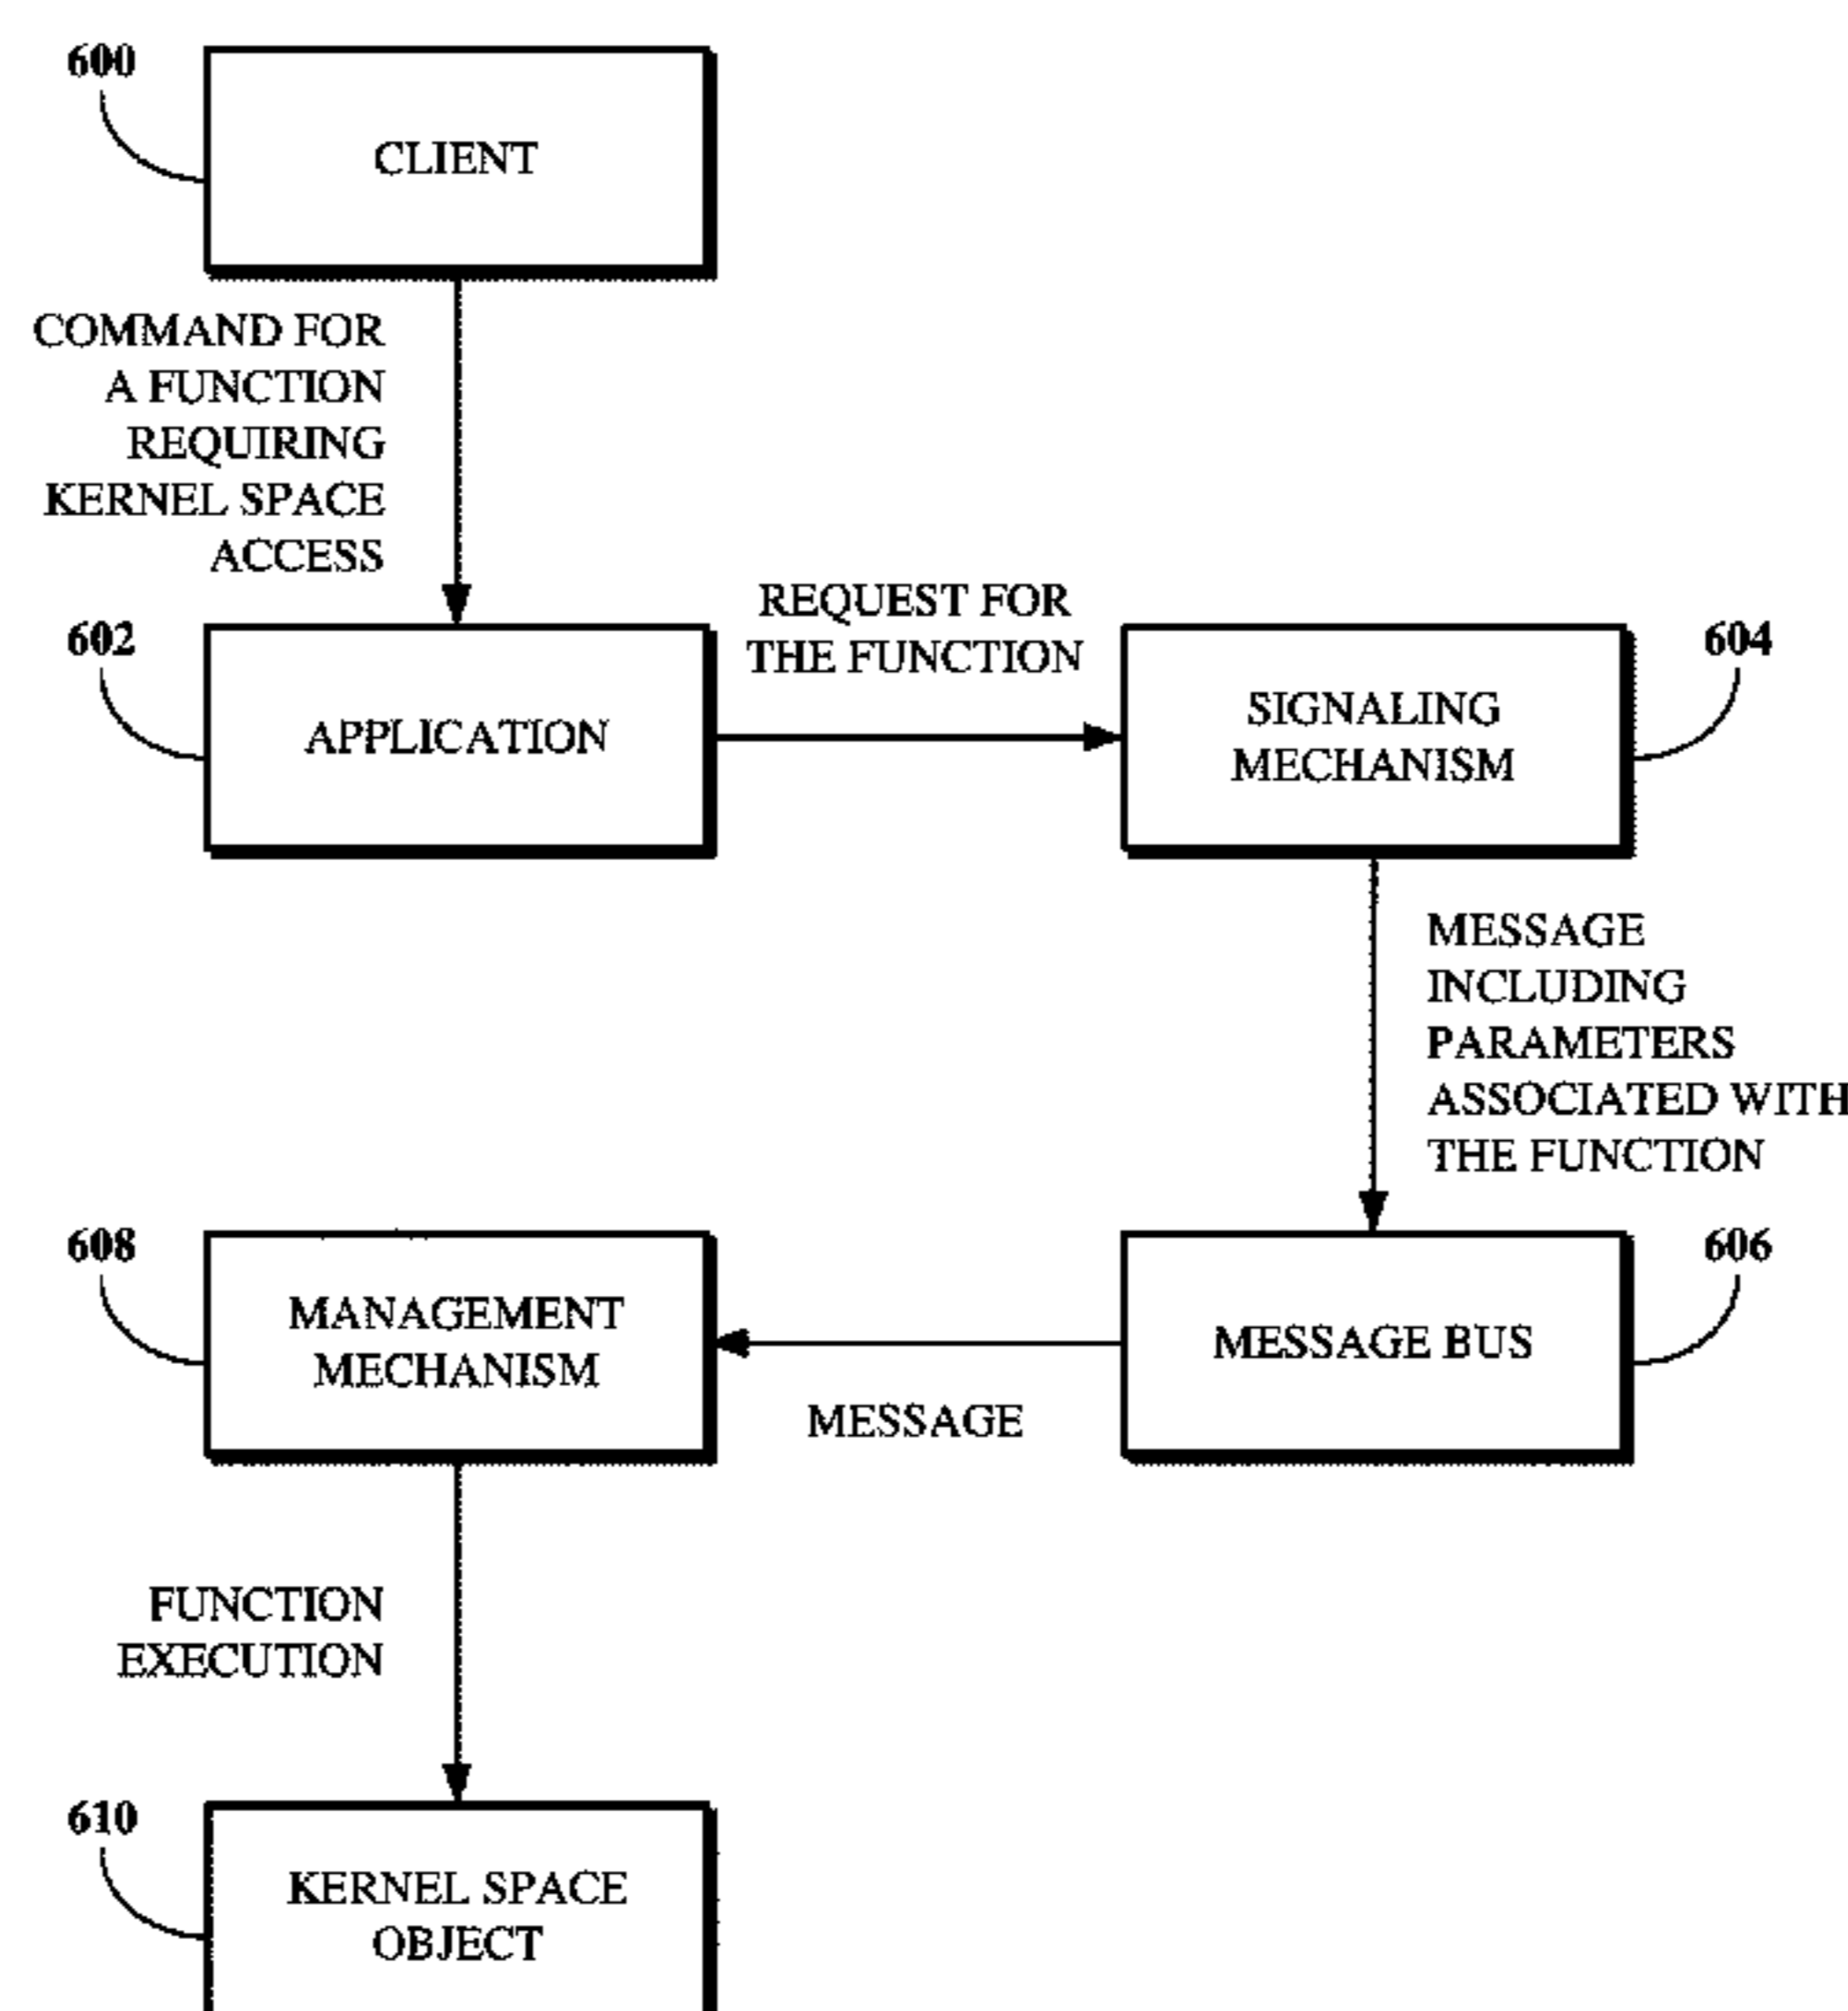 600
CLIENT
COMMAND FOR
A FUNCTION
REQUIRING
KERNEL SPACE
ACCESS
602
APPLICATION
REQUEST FOR
THE FUNCTION
604
SIGNALING
MECHANISM
MESSAGE
INCLUDING
PARAMETERS
ASSOCIATED WITH
THE FUNCTION
608
MANAGEMENT
MECHANISM
MESSAGE
606
MESSAGE BUS
FUNCTION
EXECUTION
610
KERNEL SPACE
OBJECT